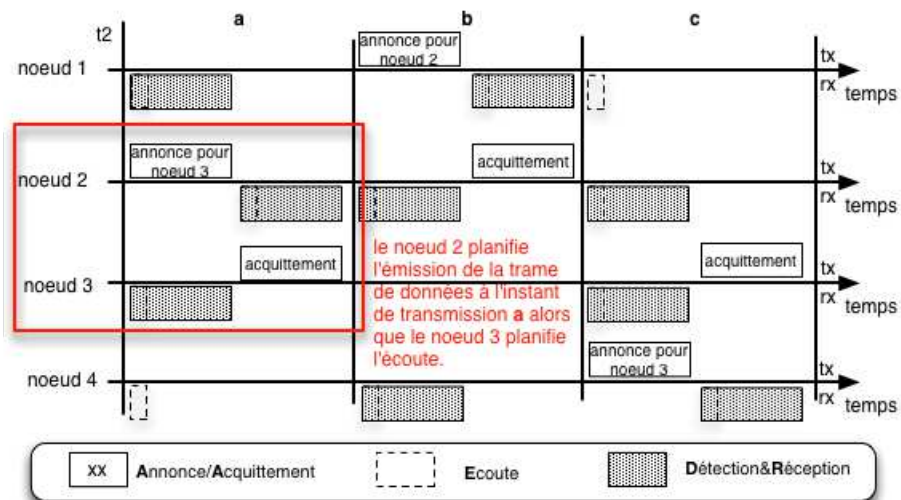 a b c
t2
annonce pour
noeud 2
tx
noeud 1
rx temps
annonce pour
noeud 3
acquittement
tx
noeud 2
rx temps
acquittement
le noeud 2 planifie
l'émission de la trame
de données à l'instant
de transmission a alors
que le noeud 3 planifie
l'écoute.
acquittement
tx
noeud 3
rx temps
annonce pour
noeud 3
tx
noeud 4
rx temps
xx Annonce/Acquittement Ecoute Détection&Réception